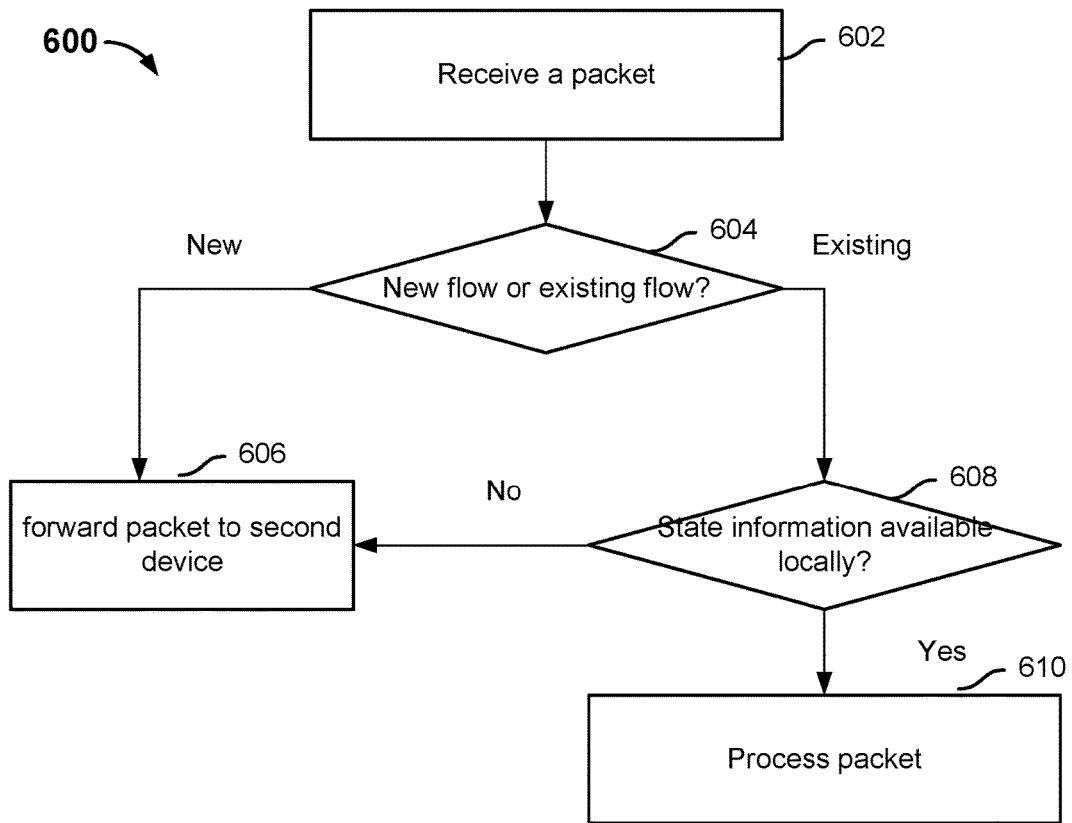 600
602
Receive a packet
604
New
Existing
New flow or existing flow?
606
608
No
forward packet to second
device
State information available
locally?
Yes
610
Process packet